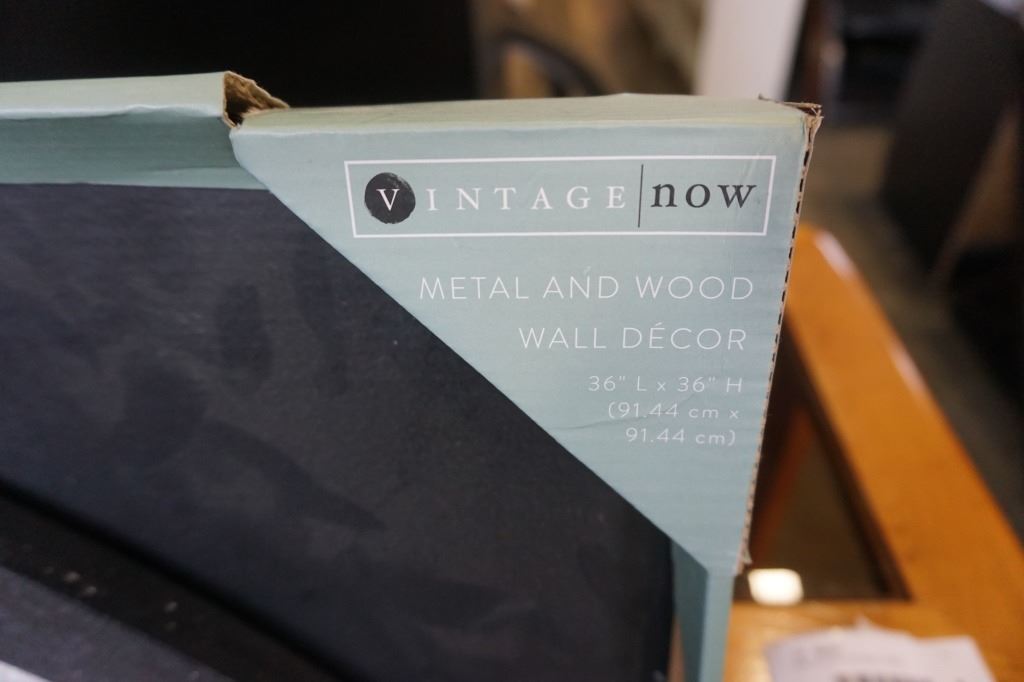 VINTAGE | now
METAL AND WOOD
WALL DÉCOR
36" L x 36" H
(91.44 cm x
91.44 cm)